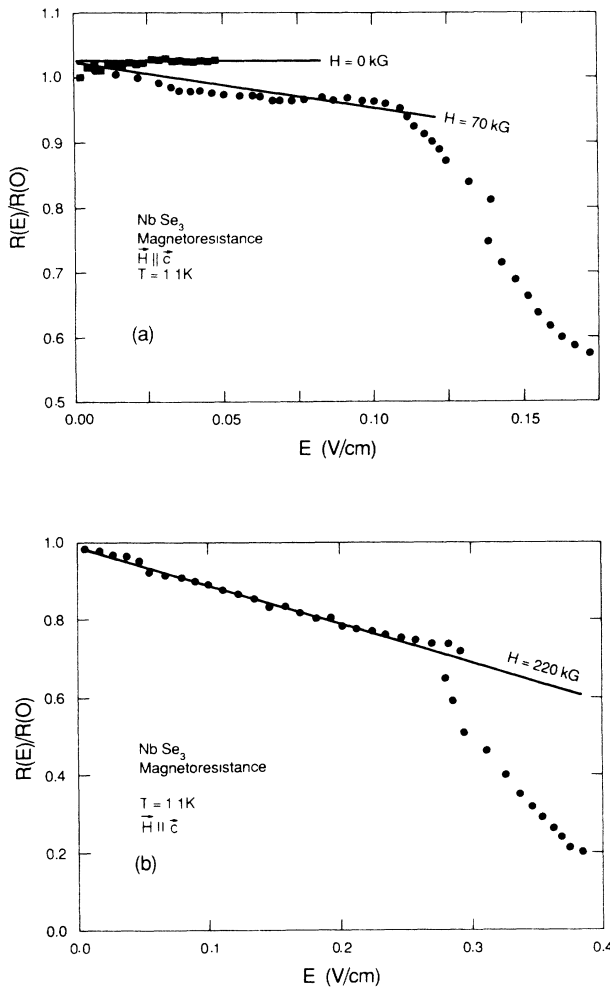 (a)
1.1
1.0
0.9
0.8
0.7
0.6
0.5
R(E)/R(O)
H = 0 kG
H = 70 kG
Nb Se3
Magnetoresistance
H || c
T = 1 1K
0.00
0.05
0.10
0.15
E (V/cm)
1.0
0.8
0.6
0.4
0.2
0.0
R(E)/R(O)
H = 220 kG
Nb Se3
Magnetoresistance
T = 1 1K
H || c
(b)
0.0
0.1
0.2
0.3
0.4
E (V/cm)